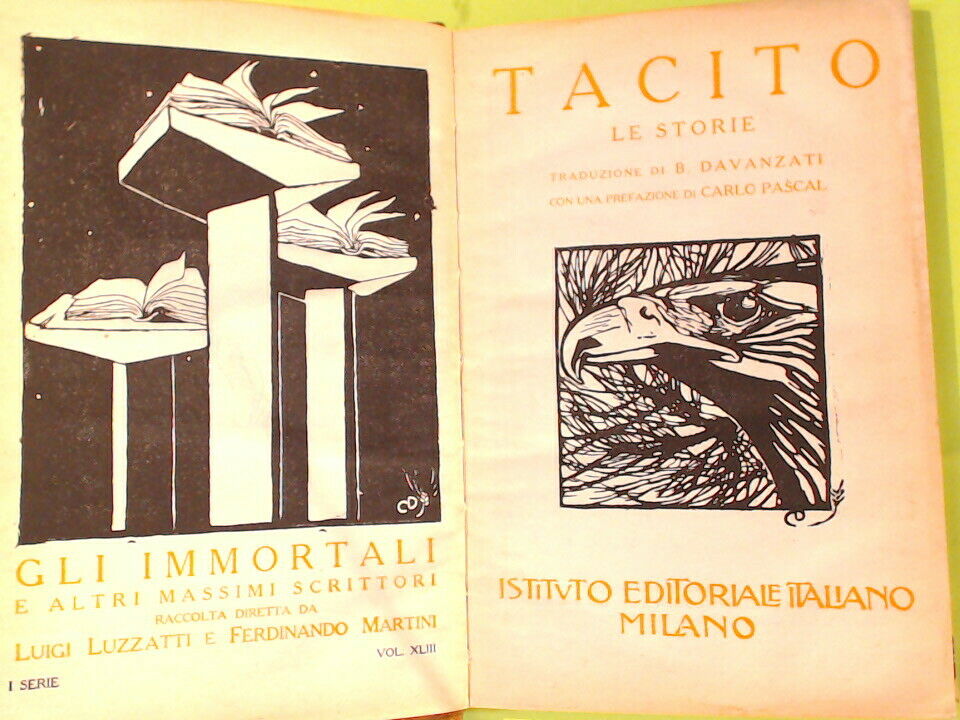 GLI IMMORTALI
E ALTRI MASSIMI SCRITTORI
RACCOLTA DIRETTA DA
LUIGI LUZZATTI E FERDINANDO MARTINI
VOL. XLIII
I SERIE
TACITO
LE STORIE
TRADUZIONE DI B. DAVANZATI
CON UNA PREFAZIONE DI CARLO PASCAL
ISTITVTO EDITORIALE ITALIANO
MILANO